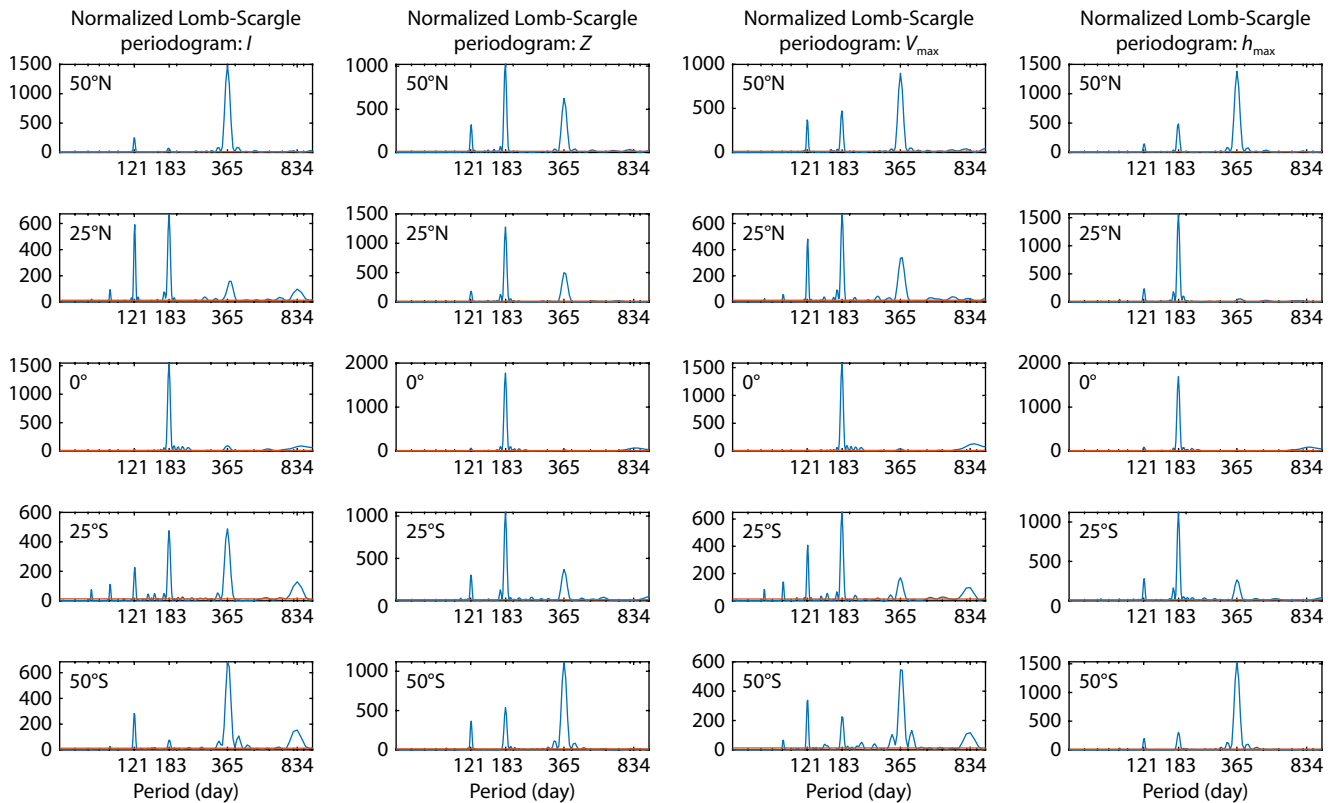 Normalized Lomb-Scargle
periodogram: I
Normalized Lomb-Scargle
periodogram: Z
Normalized Lomb-Scargle
periodogram: Vmax
Normalized Lomb-Scargle
periodogram: hmax
1500
1000
500
0
50°N
121 183 365 834
1000
500
0
50°N
121 183 365 834
1000
500
0
50°N
121 183 365 834
1500
1000
500
0
50°N
121 183 365 834
600
400
200
0
25°N
121 183 365 834
1500
1000
500
0
25°N
121 183 365 834
600
400
200
0
25°N
121 183 365 834
1500
1000
500
0
25°N
121 183 365 834
1500
1000
500
0
0°
121 183 365 834
2000
1000
0
0°
121 183 365 834
1500
1000
500
0
0°
121 183 365 834
2000
1000
0
0°
121 183 365 834
600
400
200
0
25°S
121 183 365 834
1000
500
0
25°S
121 183 365 834
600
400
200
0
25°S
121 183 365 834
1000
500
0
25°S
121 183 365 834
600
400
200
0
50°S
121 183 365 834
Period (day)
1000
500
0
50°S
121 183 365 834
Period (day)
600
400
200
0
50°S
121 183 365 834
Period (day)
1500
1000
500
0
50°S
121 183 365 834
Period (day)